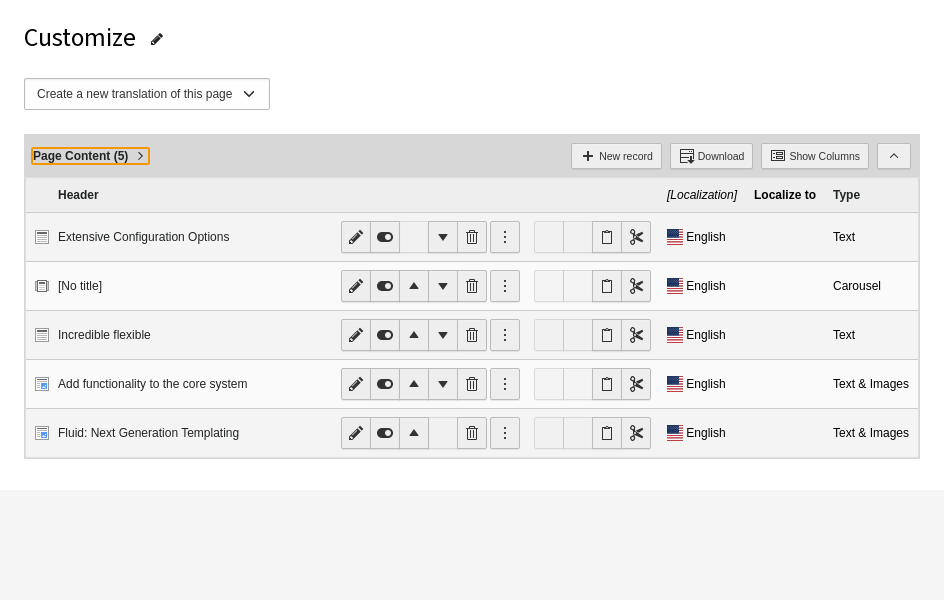 Customize
Create a new translation of this page
Page Content (5)
New record
Download
Show Columns
Header [Localization] Localize to Type
Extensive Configuration Options English Text
[No title] English Carousel
Incredible flexible English Text
Add functionality to the core system English Text & Images
Fluid: Next Generation Templating English Text & Images